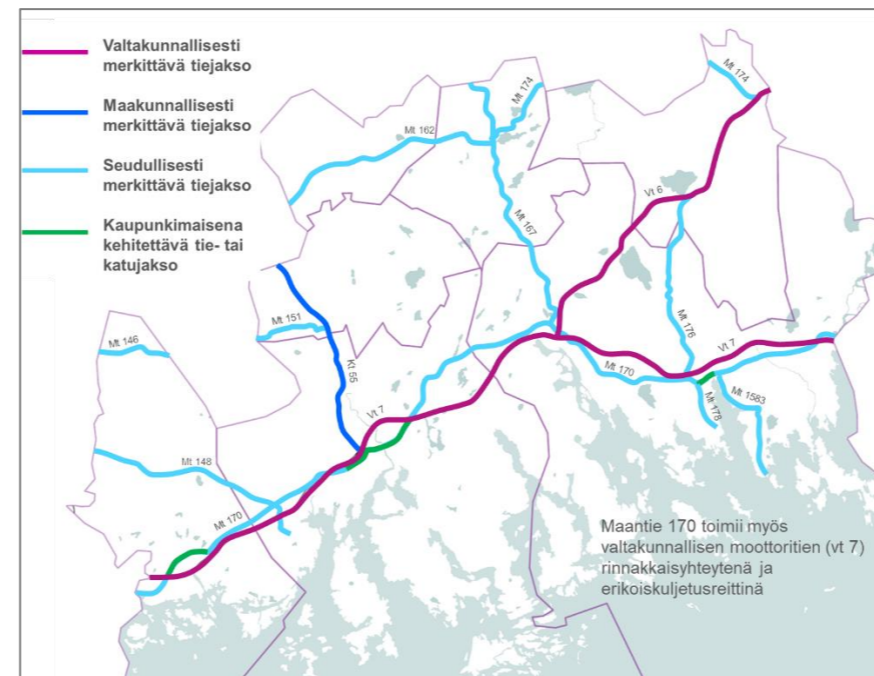 Valtakunnallisesti
merkittävä tiejakso
Maakunnallisesti
merkittävä tiejakso
Seudullisesti
merkittävä tiejakso
Kaupunkimaisena
kehitettävä tie- tai
katujakso
Mt 174
Mt 174
Mt 162
Vt 6
Mt 167
Mt 151
Mt 146
Kt 55
Mt 176
Vt 7
Mt 170
Vt 7
Mt 178
Mt 1583
Mt 148
Mt 170
Maantie 170 toimii myös
valtakunnallisen moottoritien (vt 7)
rinnakkaisyhteytenä ja
erikoiskuljetusreittinä